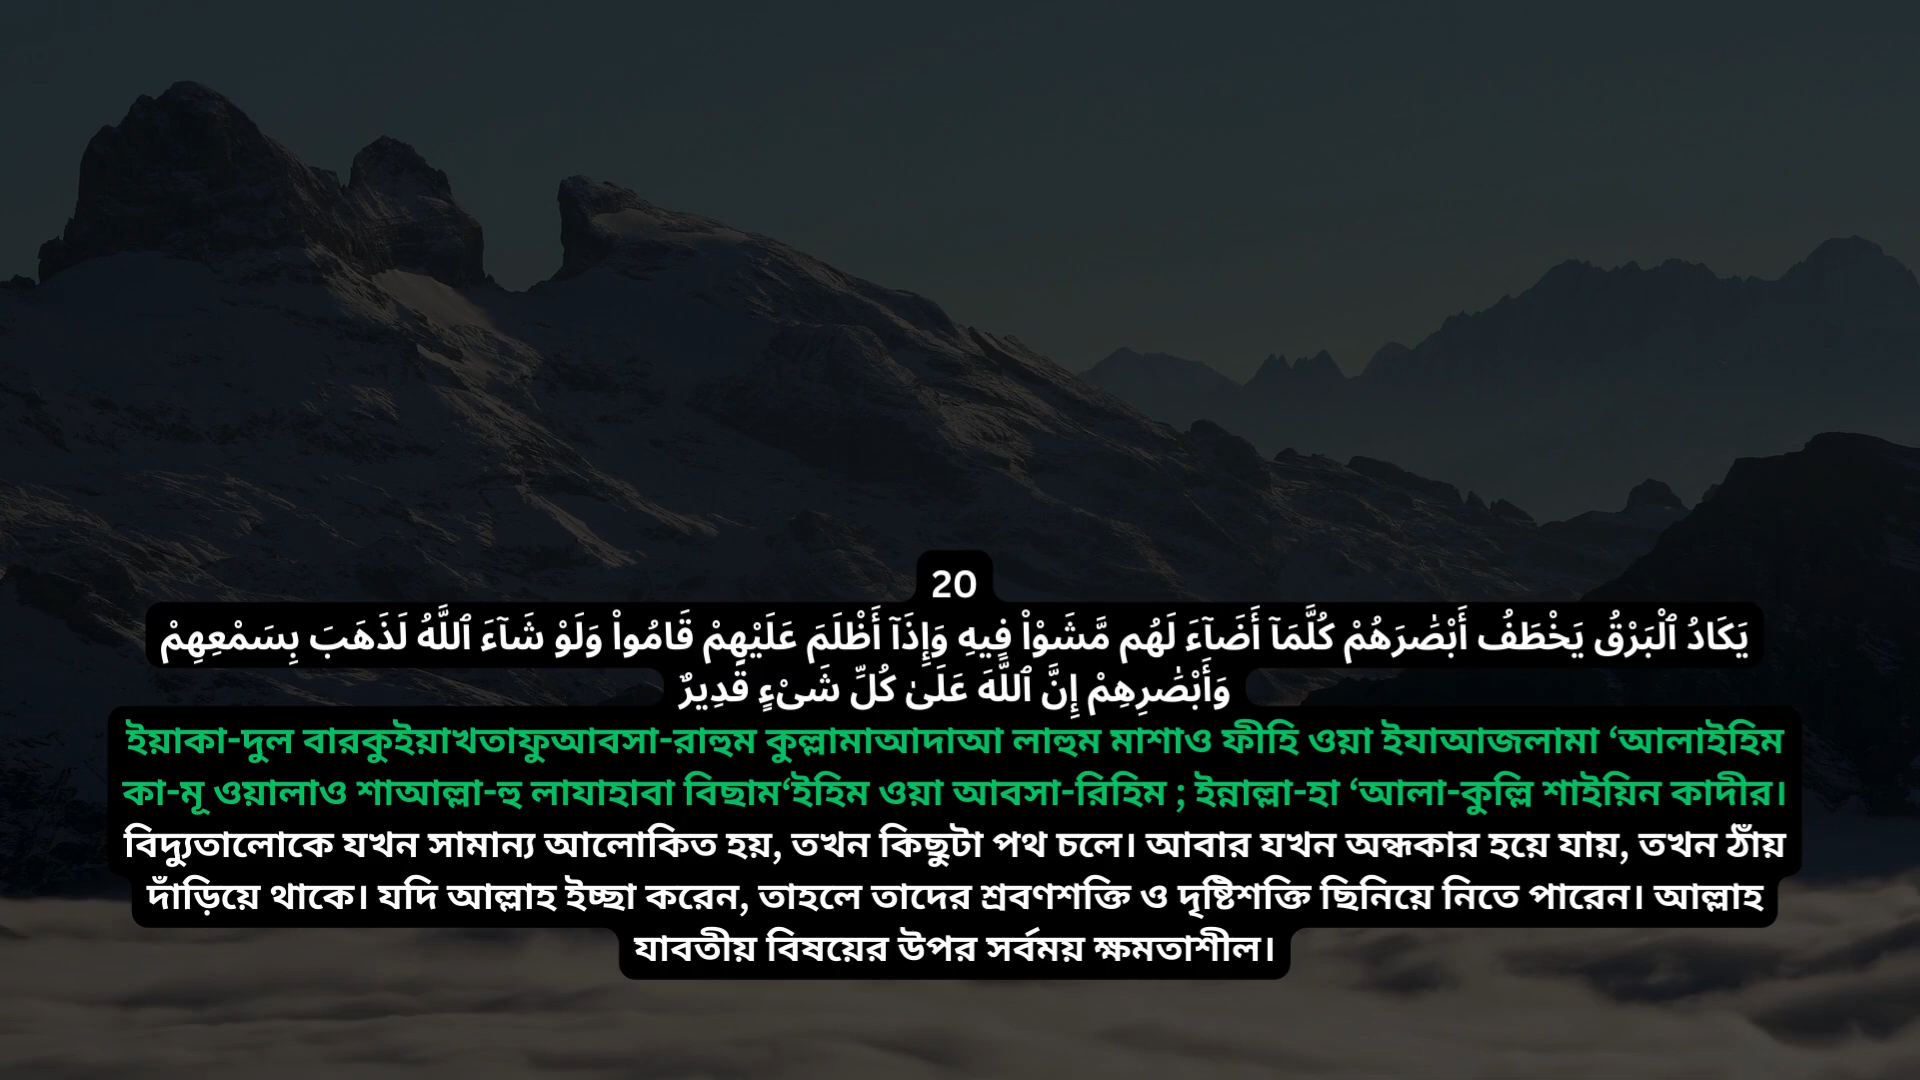 20
يَكَادُ ٱلْبَرْقُ يَخْطَفُ أَبْصَٰرَهُمْ كُلَّمَآ أَضَآءَ لَهُم مَّشَوْا۟ فِيهِ وَإِذَآ أَظْلَمَ عَلَيْهِمْ قَامُوا۟ وَلَوْ شَآءَ ٱللَّهُ لَذَهَبَ بِسَمْعِهِمْ
وَأَبْصَٰرِهِمْ إِنَّ ٱللَّهَ عَلَىٰ كُلِّ شَىْءٍ قَدِيرٌ
ইয়াকা-দুল বারকুইয়াখতাফুআবসা-রাহুম কুল্লামাআদাআ লাহুম মাশাও ফীহি ওয়া ইযাআজলামা ‘আলাইহিম
কা-মূ ওয়ালাও শাআল্লা-হু লাযাহাবা বিছাম‘ইহিম ওয়া আবসা-রিহিম ; ইন্নাল্লা-হা ‘আলা-কুল্লি শাইয়িন কাদীর।
বিদ্যুতালোকে যখন সামান্য আলোকিত হয়, তখন কিছুটা পথ চলে। আবার যখন অন্ধকার হয়ে যায়, তখন ঠাঁয়
দাঁড়িয়ে থাকে। যদি আল্লাহ ইচ্ছা করেন, তাহলে তাদের শ্রবণশক্তি ও দৃষ্টিশক্তি ছিনিয়ে নিতে পারেন। আল্লাহ
যাবতীয় বিষয়ের উপর সর্বময় ক্ষমতাশীল।